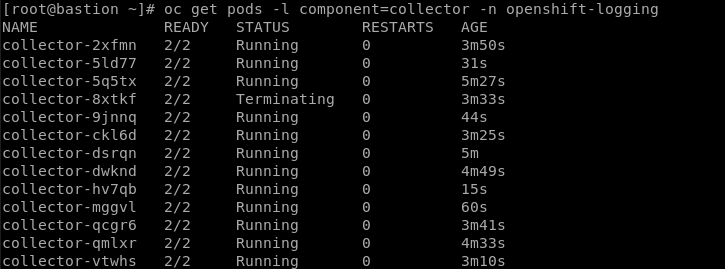 [root@bastion ~]# oc get pods -l component=collector -n openshift-logging
NAME              READY   STATUS        RESTARTS   AGE
collector-2xfmn   2/2     Running       0          3m50s
collector-5ld77   2/2     Running       0          31s
collector-5q5tx   2/2     Running       0          5m27s
collector-8xtkf   2/2     Terminating   0          3m33s
collector-9jnnq   2/2     Running       0          44s
collector-ckl6d   2/2     Running       0          3m25s
collector-dsrqn   2/2     Running       0          5m
collector-dwknd   2/2     Running       0          4m49s
collector-hv7qb   2/2     Running       0          15s
collector-mggvl   2/2     Running       0          60s
collector-qcgr6   2/2     Running       0          3m41s
collector-qmlxr   2/2     Running       0          4m33s
collector-vtwhs   2/2     Running       0          3m10s